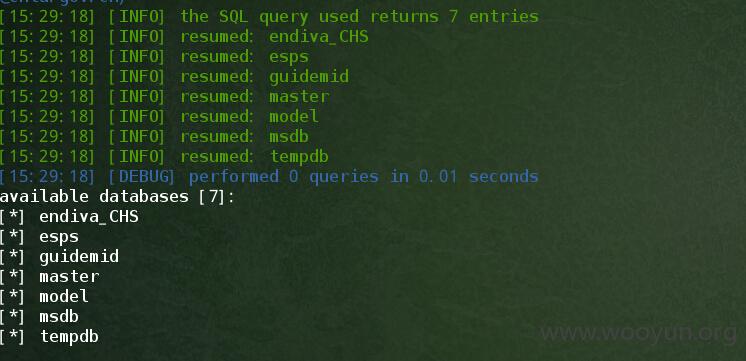 [15:29:18] [INFO] the SQL query used returns 7 entries
[15:29:18] [INFO] resumed: endiva_CHS
[15:29:18] [INFO] resumed: esps
[15:29:18] [INFO] resumed: guidemid
[15:29:18] [INFO] resumed: master
[15:29:18] [INFO] resumed: model
[15:29:18] [INFO] resumed: msdb
[15:29:18] [INFO] resumed: tempdb
[15:29:18] [DEBUG] performed 0 queries in 0.01 seconds
available databases [7]:
[*] endiva_CHS
[*] esps
[*] guidemid
[*] master
[*] model
[*] msdb
[*] tempdb
www.wooyun.org